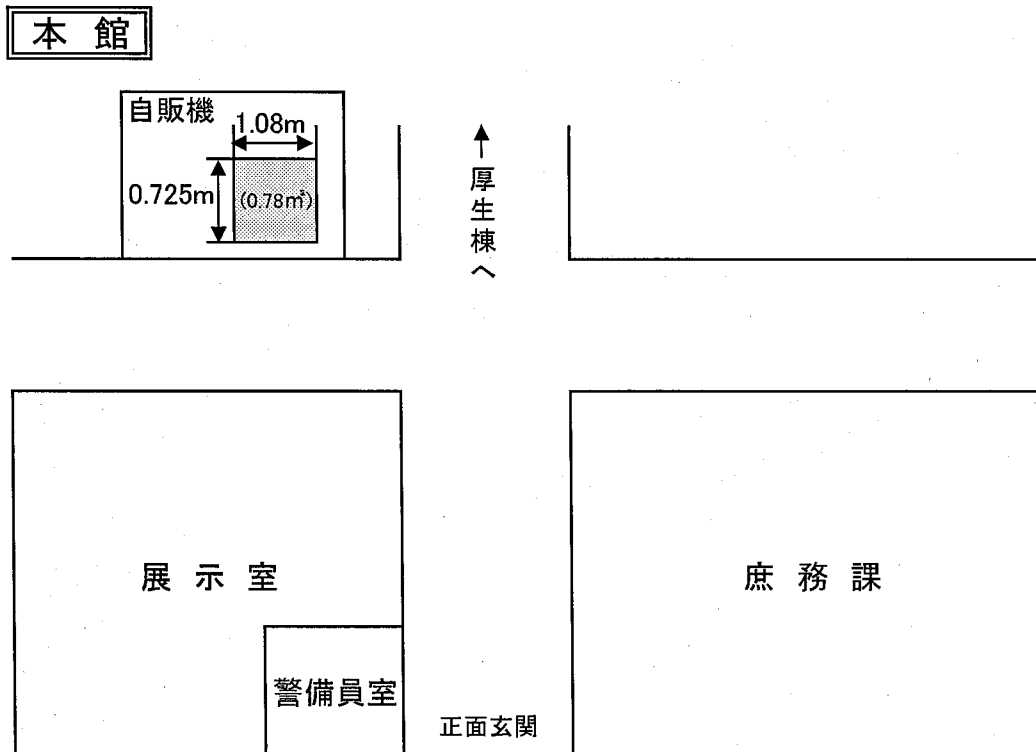 本館
自販機
1.08m
0.725m
(0.78㎡)
↑厚生棟へ
展示室
庶務課
警備員室
正面玄関